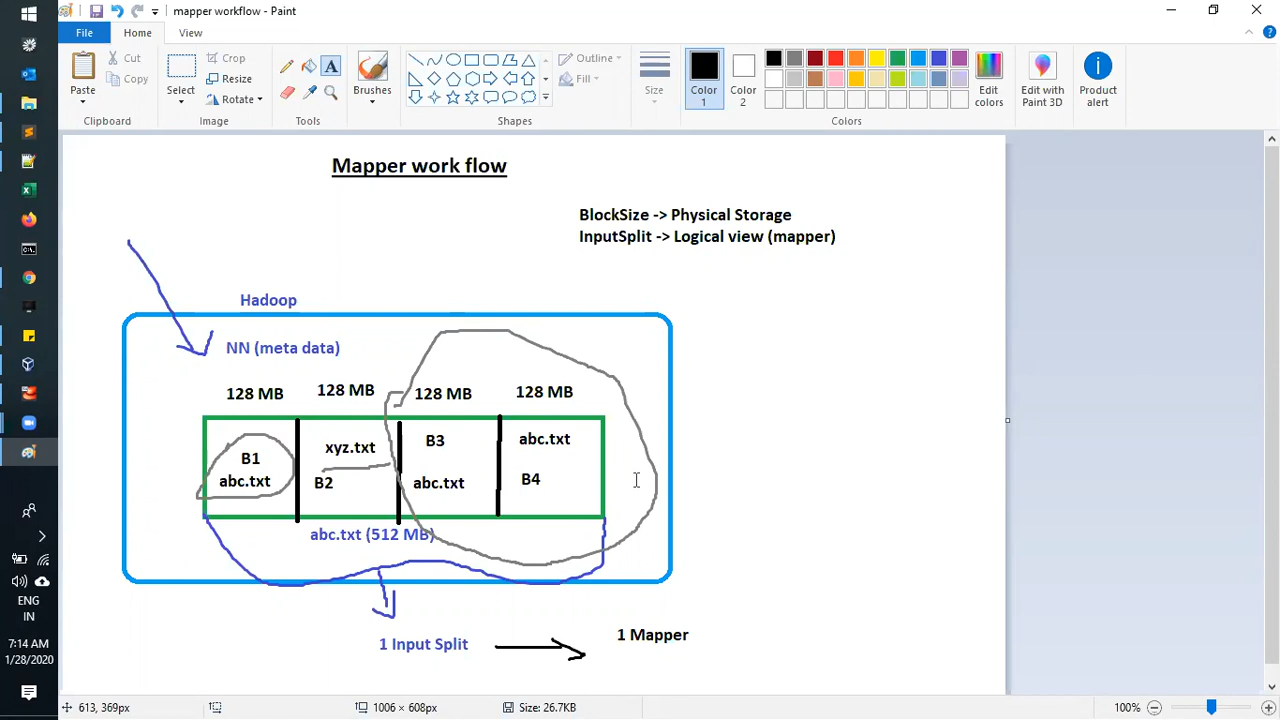 mapper workflow - Paint
File
Home
View
Paste
Cut
Copy
Clipboard
Select
Crop
Resize
Rotate
Image
Tools
Brushes
Shapes
Outline
Fill
Size
Color 1
Color 2
Edit colors
Edit with Paint 3D
Product alert
Colors
Mapper work flow
BlockSize -> Physical Storage
InputSplit -> Logical view (mapper)
Hadoop
NN (meta data)
128 MB
128 MB
128 MB
128 MB
B1
abc.txt
xyz.txt
B2
B3
abc.txt
abc.txt
B4
abc.txt (512 MB)
1 Input Split
1 Mapper
ENG
IN
7:14 AM
1/28/2020
613, 369px
1006 × 608px
Size: 26.7KB
100%